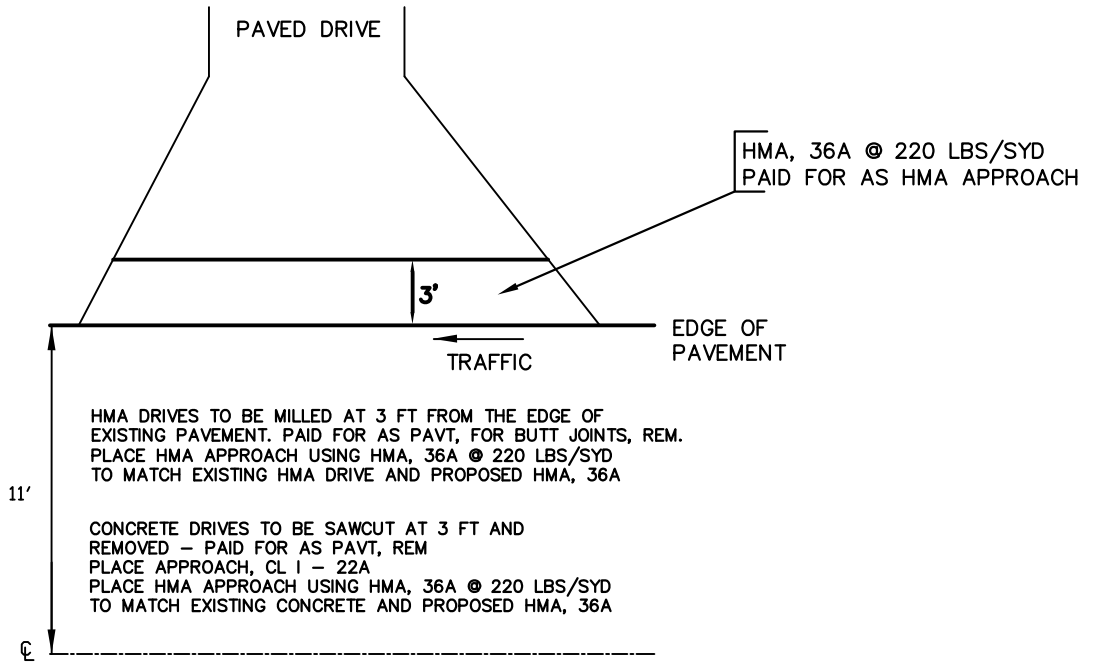 PAVED DRIVE
HMA, 36A @ 220 LBS/SYD
PAID FOR AS HMA APPROACH
3'
EDGE OF
PAVEMENT
TRAFFIC
HMA DRIVES TO BE MILLED AT 3 FT FROM THE EDGE OF
EXISTING PAVEMENT. PAID FOR AS PAVT, FOR BUTT JOINTS, REM.
PLACE HMA APPROACH USING HMA, 36A @ 220 LBS/SYD
TO MATCH EXISTING HMA DRIVE AND PROPOSED HMA, 36A
11'
CONCRETE DRIVES TO BE SAWCUT AT 3 FT AND
REMOVED – PAID FOR AS PAVT, REM
PLACE APPROACH, CL I – 22A
PLACE HMA APPROACH USING HMA, 36A @ 220 LBS/SYD
TO MATCH EXISTING CONCRETE AND PROPOSED HMA, 36A
℄